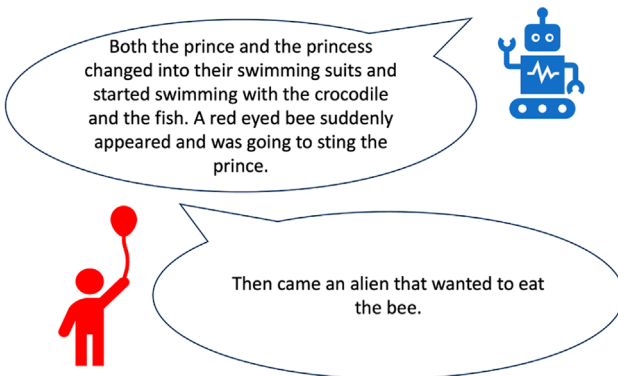 Both the prince and the princess
changed into their swimming suits and
started swimming with the crocodile
and the fish. A red eyed bee suddenly
appeared and was going to sting the
prince.
Then came an alien that wanted to eat
the bee.